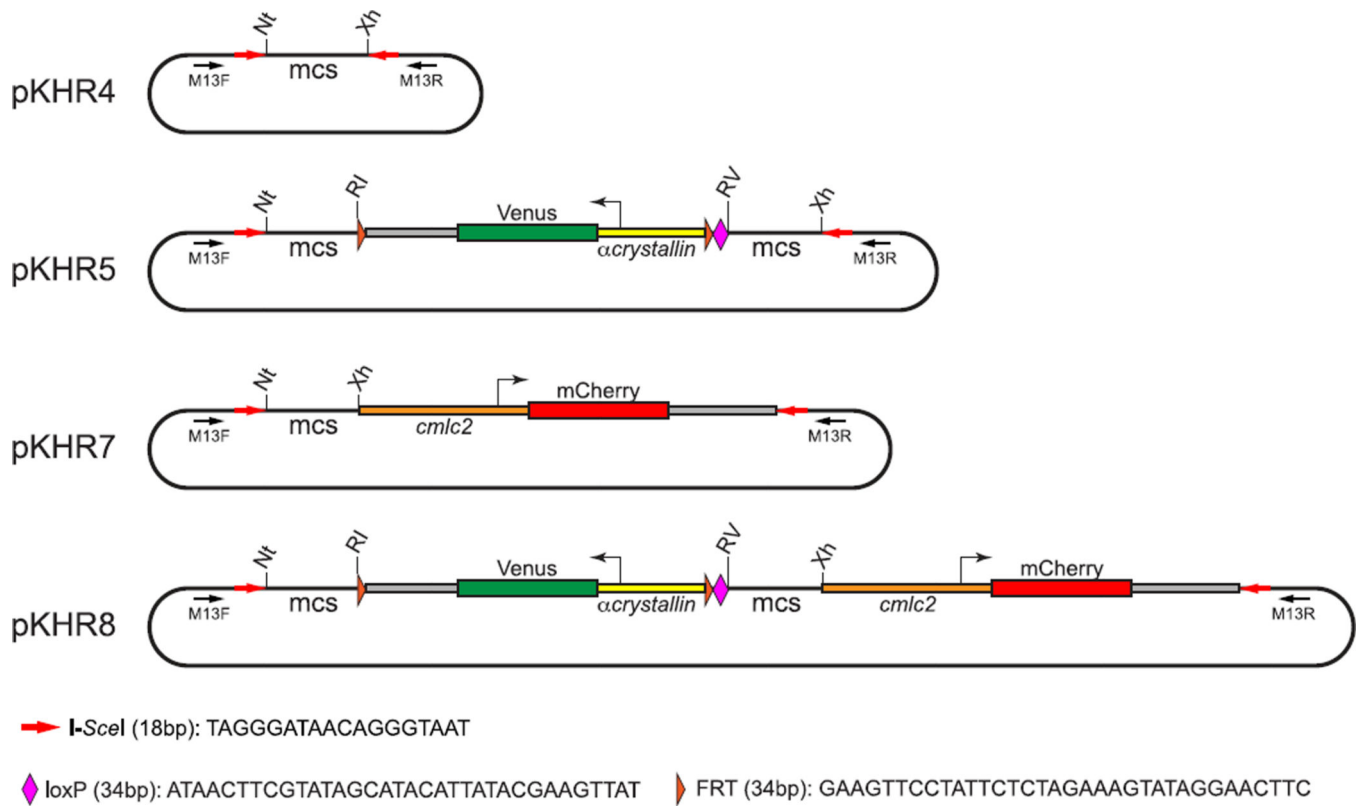 Nt Xh
pKHR4
M13F mcs M13R
Nt RI Venus RV Xh
pKHR5
M13F mcs αcrystallin mcs M13R
Nt Xh mCherry
pKHR7
M13F mcs cmlc2 M13R
Nt RI Venus RV Xh mCherry
pKHR8
M13F mcs αcrystallin mcs cmlc2 M13R
I-SceI (18bp): TAGGGATAACAGGGTAAT
loxP (34bp): ATAACTTCGTATAGCATACATTATACGAAGTTAT FRT (34bp): GAAGTTCCTATTCTCTAGAAAGTATAGGAACTTC